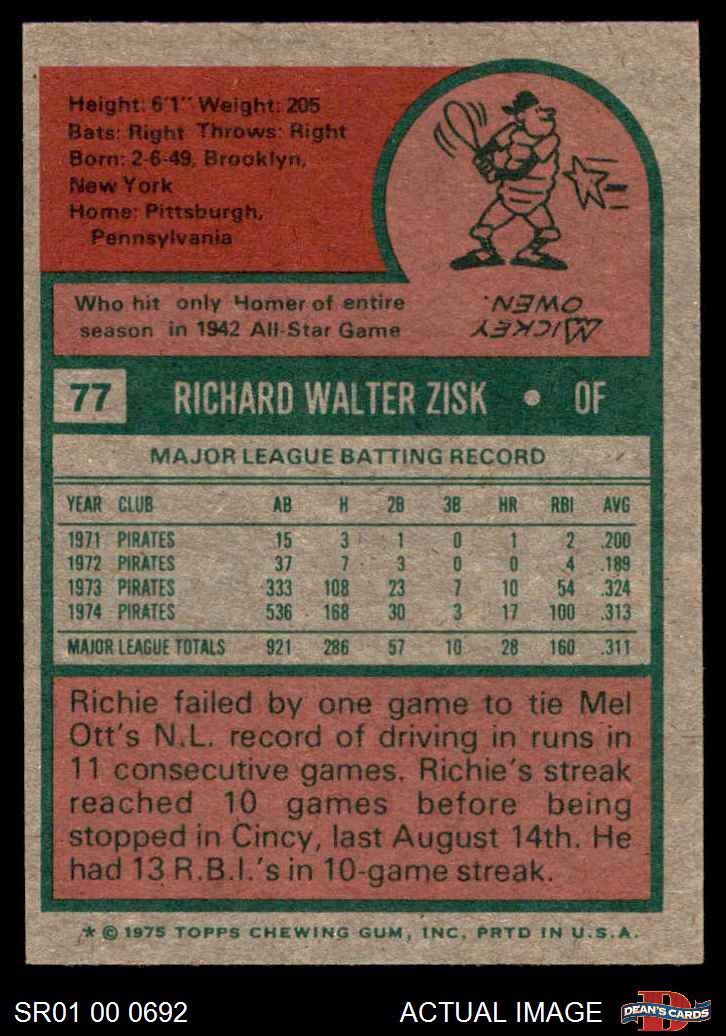 Height: 6'1" Weight: 205
Bats: Right Throws: Right
Born: 2-6-49, Brooklyn,
New York
Home: Pittsburgh,
Pennsylvania
Who hit only Homer of entire
season in 1942 All-Star Game
MICKEY
OWEN.
77 RICHARD WALTER ZISK • OF
MAJOR LEAGUE BATTING RECORD
YEAR CLUB AB H 2B 3B HR RBI AVG
1971 PIRATES 15 3 1 0 1 2 .200
1972 PIRATES 37 7 3 0 0 4 .189
1973 PIRATES 333 108 23 7 10 54 .324
1974 PIRATES 536 168 30 3 17 100 .313
MAJOR LEAGUE TOTALS 921 286 57 10 28 160 .311
Richie failed by one game to tie Mel
Ott's N.L. record of driving in runs in
11 consecutive games. Richie's streak
reached 10 games before being
stopped in Cincy, last August 14th. He
had 13 R.B.I.'s in 10-game streak.
* © 1975 TOPPS CHEWING GUM, INC. PRTD IN U.S.A.
SR01 00 0692 ACTUAL IMAGE
D
DEAN'S CARDS